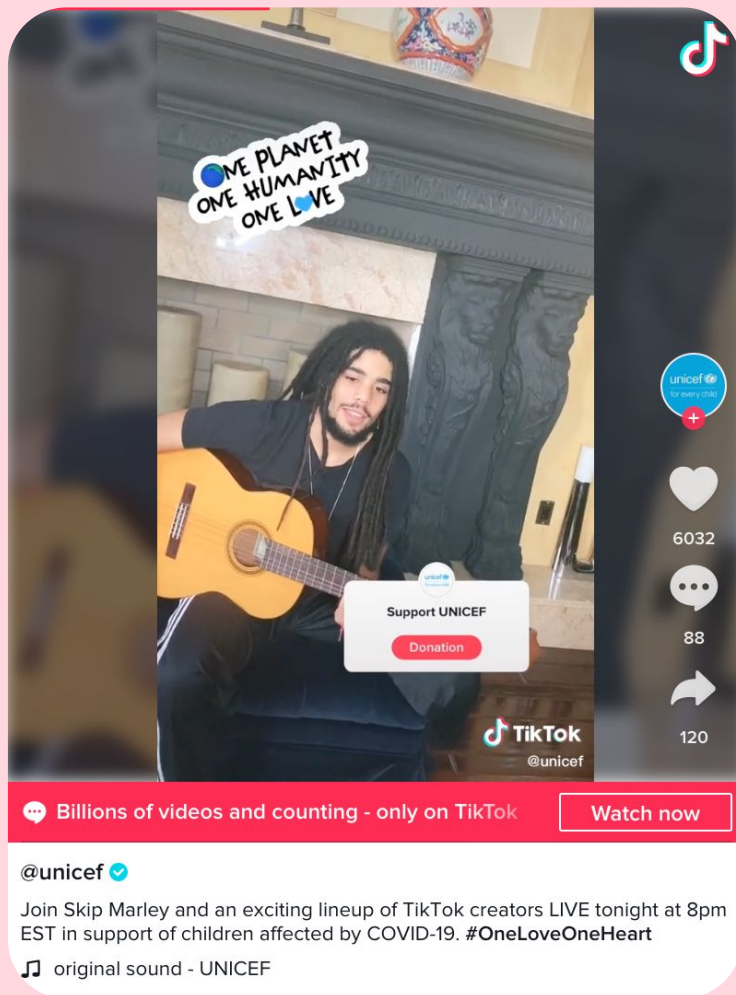 ONE PLANET
ONE HUMANITY
ONE LOVE
unicef
for every child
6032
unicef
Support UNICEF
Donation
88
120
TikTok
@unicef
Billions of videos and counting - only on TikTok
Watch now
@unicef
Join Skip Marley and an exciting lineup of TikTok creators LIVE tonight at 8pm
EST in support of children affected by COVID-19. #OneLoveOneHeart
original sound - UNICEF